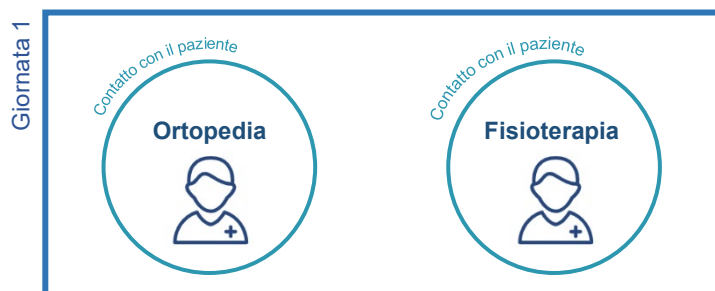 Giornata 1
Contatto con il paziente
Ortopedia
Contatto con il paziente
Fisioterapia